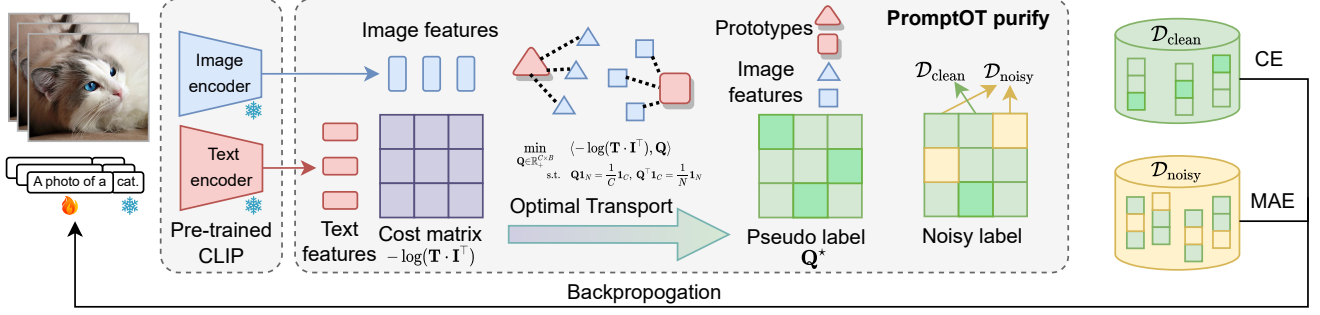 Image
encoder
Text
encoder
A photo of a cat.
Pre-trained
CLIP
Image features
Text
features
Cost matrix
− log(T · I⊤)
Prototypes
Image
features
min ⟨− log(T · I⊤), Q⟩
Q∈ℝ₊^{C×B}
s.t. Q1_N = 1/C 1_C, Q⊤1_C = 1/N 1_N
Optimal Transport
PromptOT purify
Pseudo label
Q⋆
𝒟clean
𝒟noisy
Noisy label
𝒟clean
CE
𝒟noisy
MAE
Backpropogation